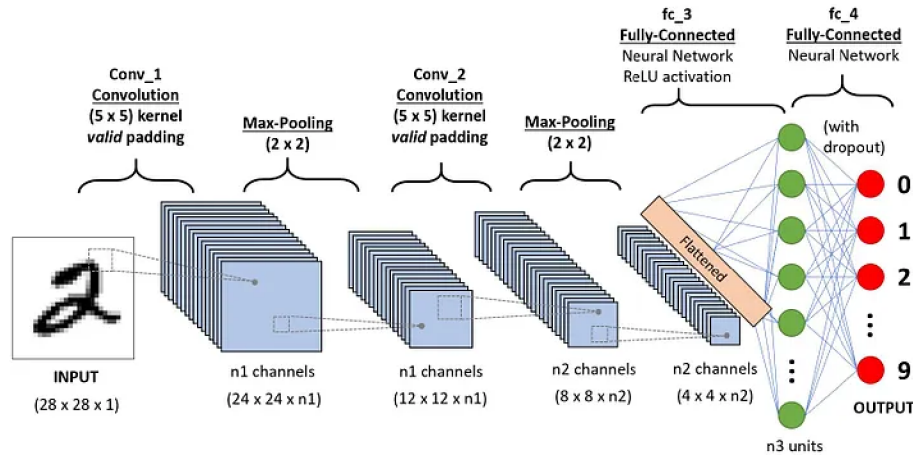 Conv_1
Convolution
(5 x 5) kernel
valid padding
Max-Pooling
(2 x 2)
Conv_2
Convolution
(5 x 5) kernel
valid padding
Max-Pooling
(2 x 2)
fc_3
Fully-Connected
Neural Network
ReLU activation
fc_4
Fully-Connected
Neural Network
(with
dropout)
Flattened
0
1
2
9
OUTPUT
2
INPUT
(28 x 28 x 1)
n1 channels
(24 x 24 x n1)
n1 channels
(12 x 12 x n1)
n2 channels
(8 x 8 x n2)
n2 channels
(4 x 4 x n2)
n3 units